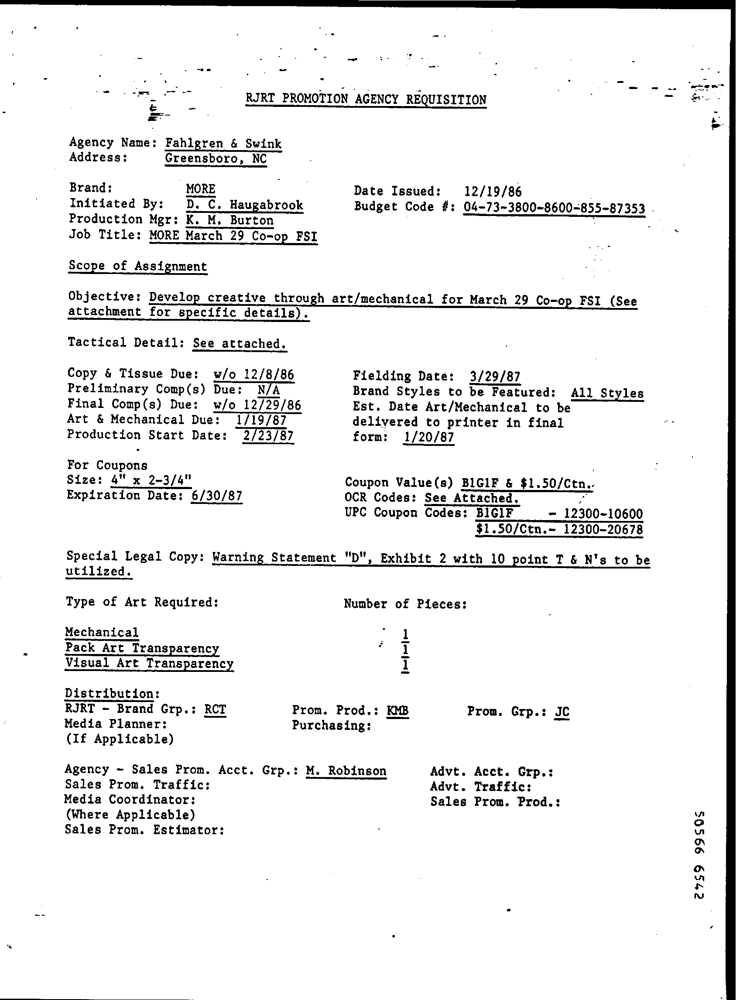 RJRT PROMOTION AGENCY REQUISITION
Agency Name: Fahlgren & Swink
Address: Greensboro, NC
Brand: MORE
Initiated By: D. C. Haugabrook
Production Mgr: K. M. Burton
Job Title: MORE March 29 Co-op FSI
Date Issued: 12/19/86
Budget Code #: 04-73-3800-8600-855-87353
Scope of Assignment
Objective: Develop creative through art/mechanical for March 29 Co-op FSI (See
attachment for specific details).
Tactical Detail: See attached.
Copy & Tissue Due: w/o 12/8/86
Preliminary Comp(s) Due: N/A
Final Comp(s) Due: w/o 12/29/86
Art & Mechanical Due: 1/19/87
Production Start Date: 2/23/87
Fielding Date: 3/29/87
Brand Styles to be Featured: All Styles
Est. Date Art/Mechanical to be
delivered to printer in final
form: 1/20/87
For Coupons
Size: 4" x 2-3/4"
Expiration Date: 6/30/87
Coupon Value(s) B1G1F & $1.50/Ctn.
OCR Codes: See Attached.
UPC Coupon Codes: B1G1F - 12300-10600
$1.50/Ctn.- 12300-20678
Special Legal Copy: Warning Statement "D", Exhibit 2 with 10 point T & N's to be
utilized.
Type of Art Required: Number of Pieces:
Mechanical 1
Pack Art Transparency 1
Visual Art Transparency 1
Distribution:
RJRT - Brand Grp.: RCT Prom. Prod.: KMB Prom. Grp.: JC
Media Planner: Purchasing:
(If Applicable)
Agency - Sales Prom. Acct. Grp.: M. Robinson Advt. Acct. Grp.:
Sales Prom. Traffic: Advt. Traffic:
Media Coordinator: Sales Prom. Prod.:
(Where Applicable)
Sales Prom. Estimator:
50566 6542